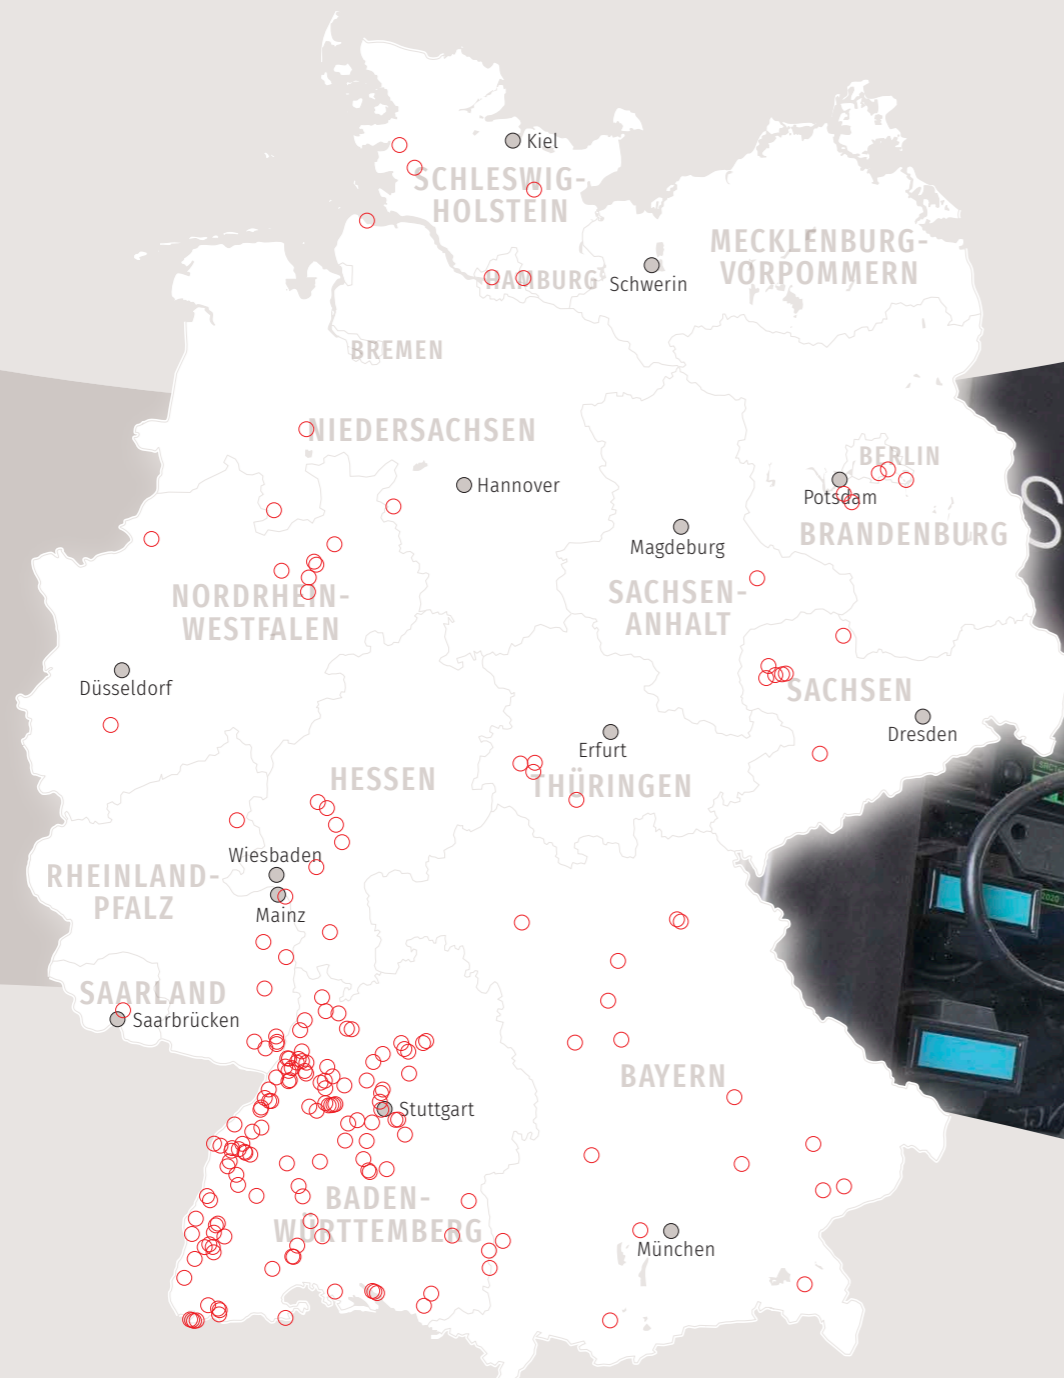 Kiel
SCHLESWIG-
HOLSTEIN
MECKLENBURG-
VORPOMMERN
HAMBURG
Schwerin
BREMEN
NIEDERSACHSEN
BERLIN
Hannover
Potsdam
BRANDENBURG
Magdeburg
SACHSEN-
ANHALT
NORDRHEIN-
WESTFALEN
Düsseldorf
SACHSEN
Dresden
Erfurt
THÜRINGEN
HESSEN
Wiesbaden
RHEINLAND-
PFALZ
Mainz
SAARLAND
Saarbrücken
BAYERN
Stuttgart
BADEN-
WÜRTTEMBERG
München
S